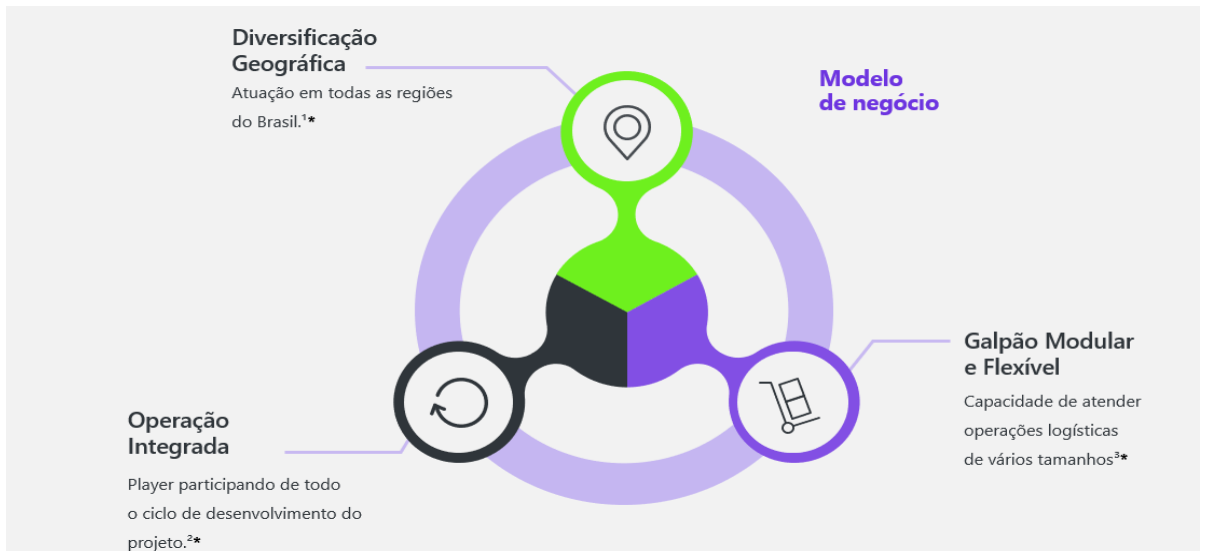 Diversificação
Geográfica
Atuação em todas as regiões
do Brasil.¹*
Modelo
de negócio
Galpão Modular
e Flexível
Capacidade de atender
operações logísticas
de vários tamanhos³*
Operação
Integrada
Player participando de todo
o ciclo de desenvolvimento do
projeto.²*